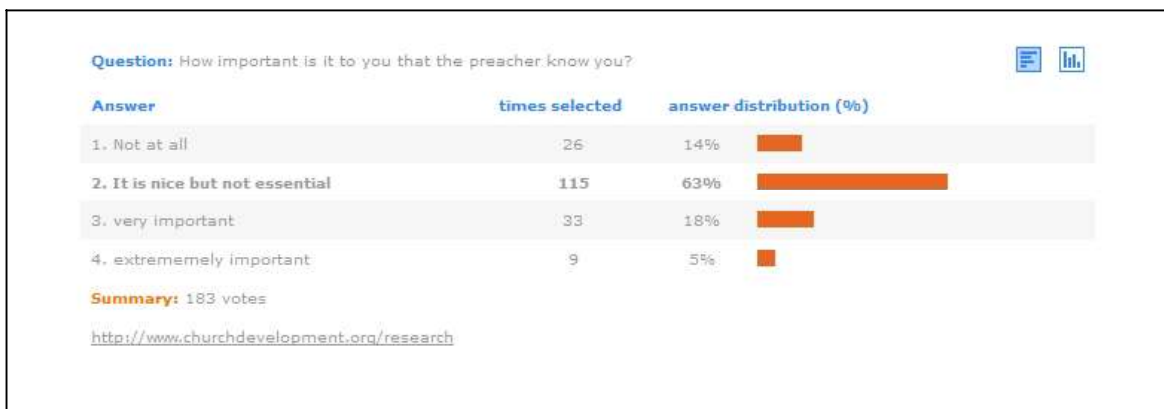 Question: How important is it to you that the preacher know you?
Answer times selected answer distribution (%)
1. Not at all 26 14%
2. It is nice but not essential 115 63%
3. very important 33 18%
4. extrememely important 9 5%
Summary: 183 votes
http://www.churchdevelopment.org/research